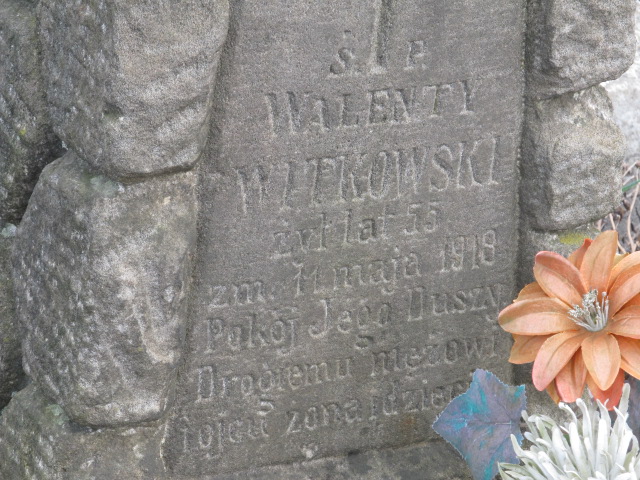 Ś. P.
WALENTY
WITKOWSKI
żył lat 55
zm. 11 maja 1918
Pokój Jego Duszy
Drogiemu mężowi
i ojcu żona i dzieci